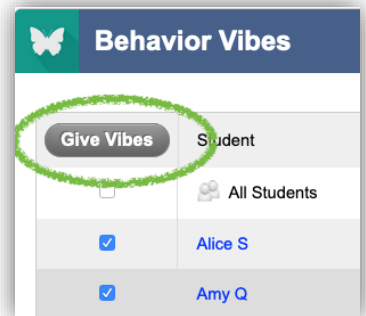 Behavior Vibes
Give Vibes Student
All Students
Alice S
Amy Q